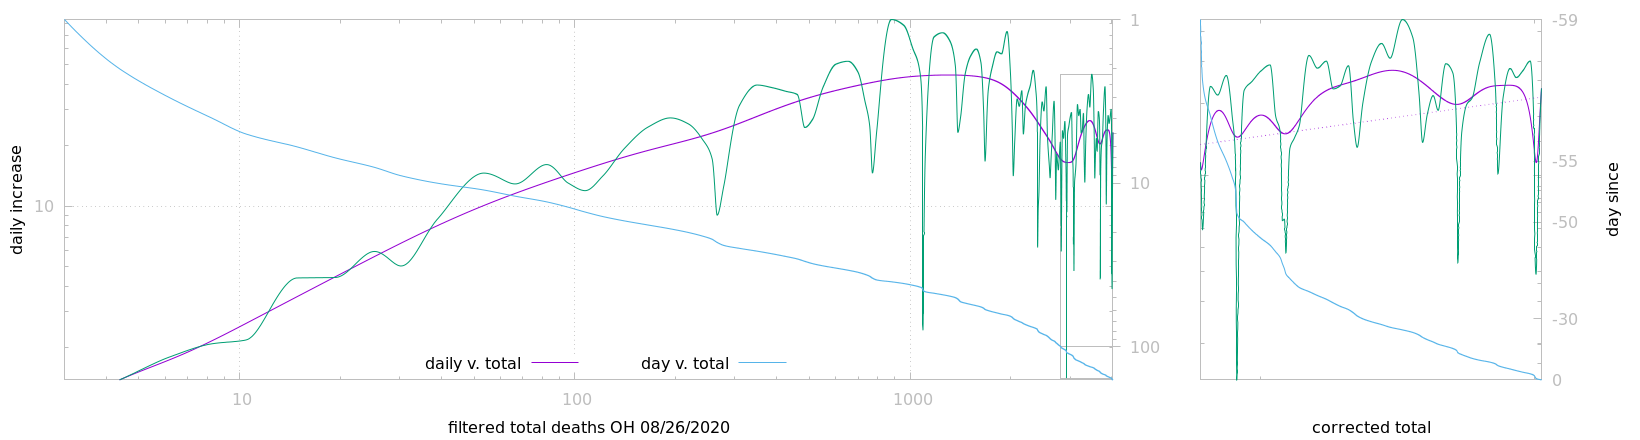 1
-59
daily increase
10
10
-55
-50
day since
-30
daily v. total
day v. total
100
0
10
100
1000
filtered total deaths OH 08/26/2020
corrected total